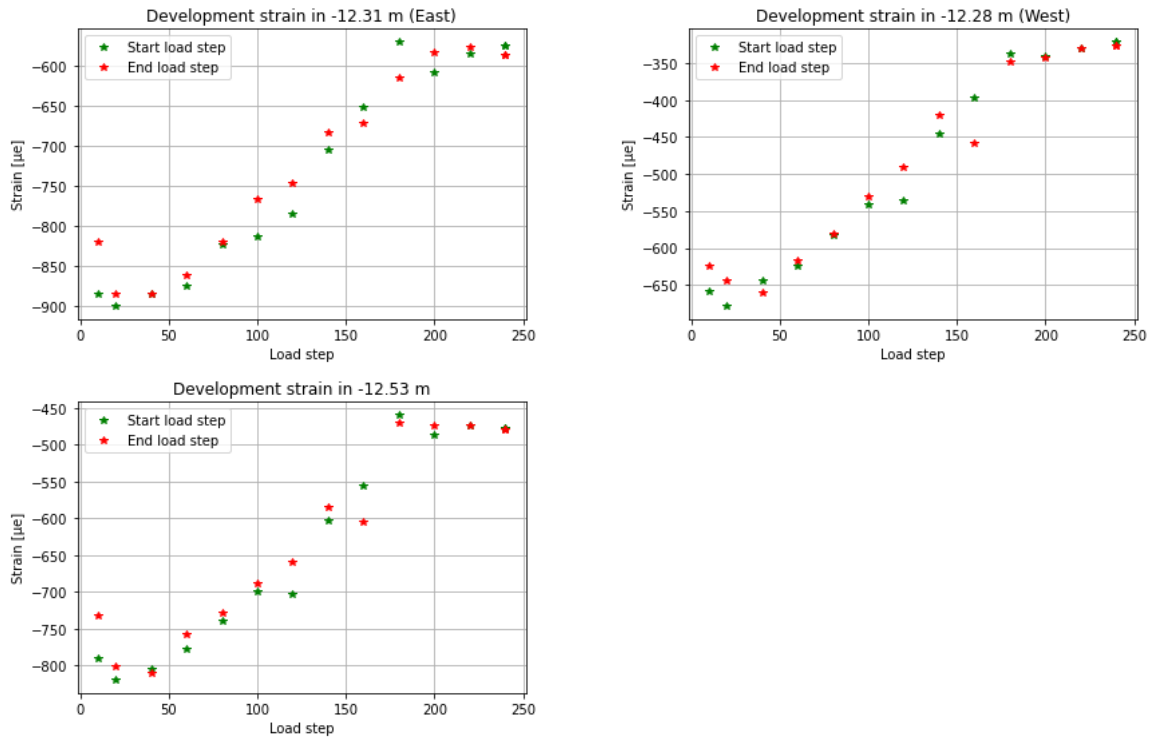 Development strain in -12.31 m (East)
Start load step
End load step
Strain [µe]
−600
−650
−700
−750
−800
−850
−900
0 50 100 150 200 250
Load step
Development strain in -12.28 m (West)
Start load step
End load step
Strain [µe]
−350
−400
−450
−500
−550
−600
−650
0 50 100 150 200 250
Load step
Development strain in -12.53 m
Start load step
End load step
Strain [µe]
−450
−500
−550
−600
−650
−700
−750
−800
0 50 100 150 200 250
Load step